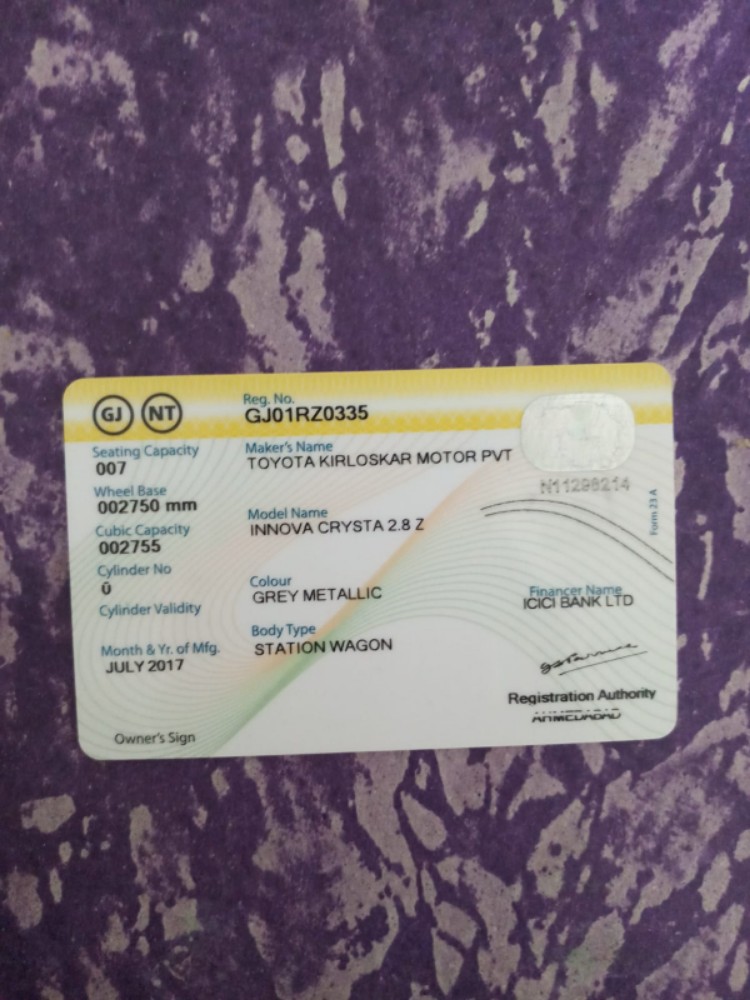 GJ NT
Reg. No.
GJ01RZ0335
Seating Capacity
007
Maker's Name
TOYOTA KIRLOSKAR MOTOR PVT
N11298214
Wheel Base
002750 mm
Form 23 A
Model Name
INNOVA CRYSTA 2.8 Z
Cubic Capacity
002755
Cylinder No
0
Colour
GREY METALLIC
Financer Name
ICICI BANK LTD
Cylinder Validity
Body Type
STATION WAGON
Month & Yr. of Mfg.
JULY 2017
Registration Authority
AHMEDABAD
Owner's Sign